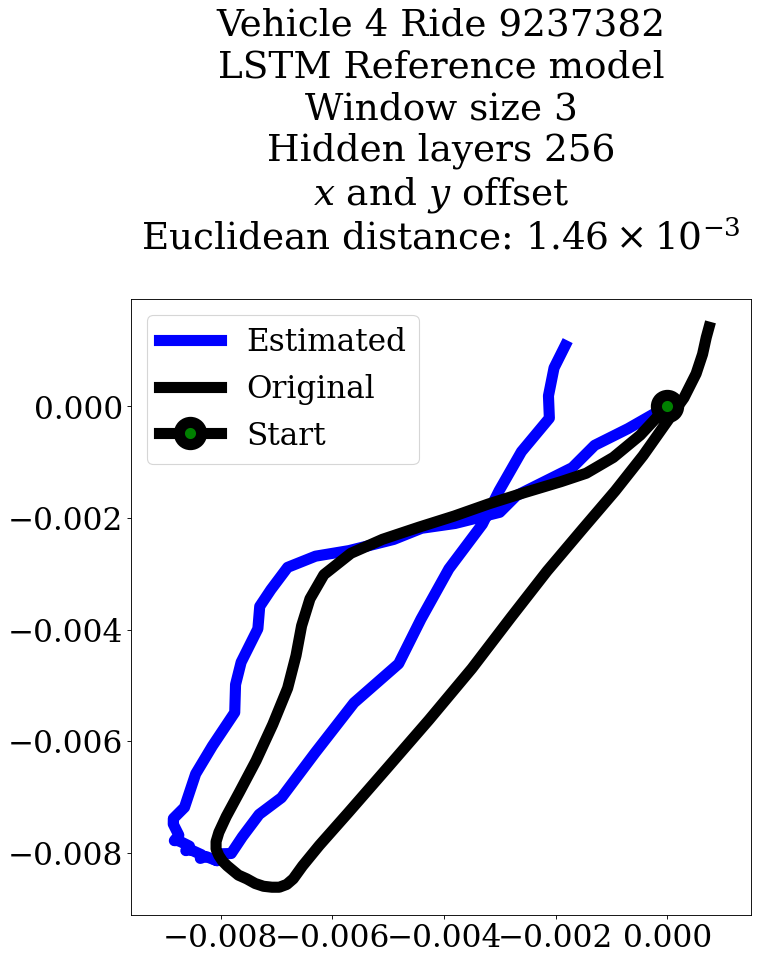 Vehicle 4 Ride 9237382
LSTM Reference model
Window size 3
Hidden layers 256
x and y offset
Euclidean distance: 1.46 × 10⁻³
Estimated
Original
Start
0.000
−0.002
−0.004
−0.006
−0.008
−0.008 −0.006 −0.004 −0.002 0.000